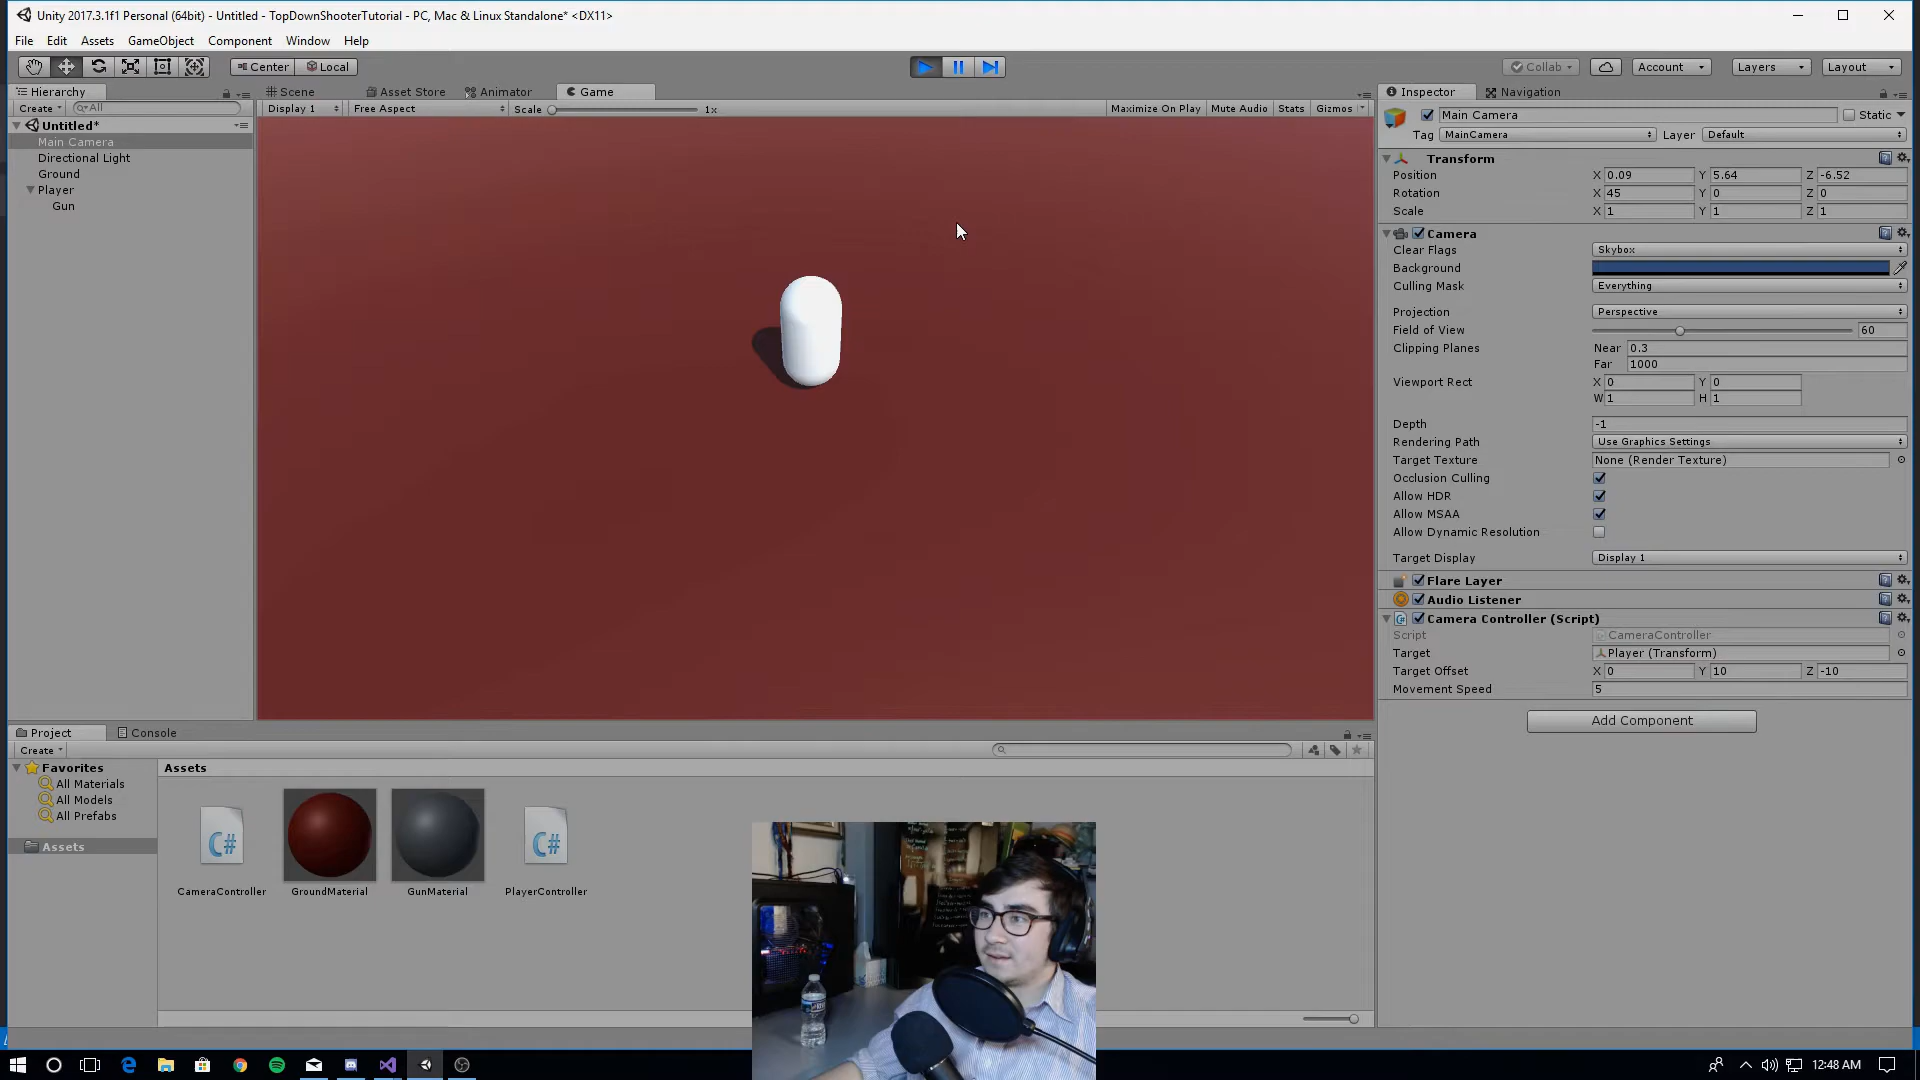 Unity 2017.3.1f1 Personal (64bit) - Untitled - TopDownShooterTutorial - PC, Mac & Linux Standalone* <DX11>
File Edit Assets GameObject Component Window Help
Center Local Collab Account Layers Layout
Hierarchy Scene Asset Store Animator Game Inspector Navigation
Create All Display 1 Free Aspect Scale 1x Maximize On Play Mute Audio Stats Gizmos
Untitled*
Main Camera
Directional Light
Ground
Player
Gun
Main Camera Static
Tag MainCamera Layer Default
Transform
Position X 0.09 Y 5.64 Z -6.52
Rotation X 45 Y 0 Z 0
Scale X 1 Y 1 Z 1
Camera
Clear Flags Skybox
Background
Culling Mask Everything
Projection Perspective
Field of View 60
Clipping Planes Near 0.3
Far 1000
Viewport Rect X 0 Y 0
W 1 H 1
Depth -1
Rendering Path Use Graphics Settings
Target Texture None (Render Texture)
Occlusion Culling
Allow HDR
Allow MSAA
Allow Dynamic Resolution
Target Display Display 1
Flare Layer
Audio Listener
Camera Controller (Script)
Script CameraController
Target Player (Transform)
Target Offset X 0 Y 10 Z -10
Movement Speed 5
Add Component
Project Console
Create
Favorites
All Materials
All Models
All Prefabs
Assets
Assets
C# C#
CameraController GroundMaterial GunMaterial PlayerController
12:48 AM